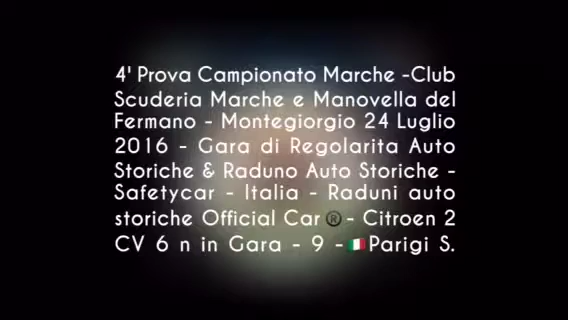 4' Prova Campionato Marche -Club
Scuderia Marche e Manovella del
Fermano - Montegiorgio 24 Luglio
2016 - Gara di Regolarita Auto
Storiche & Raduno Auto Storiche -
Safetycar - Italia - Raduni auto
storiche Official Car ® - Citroen 2
CV 6 n in Gara - 9 -🇮🇹Parigi S.